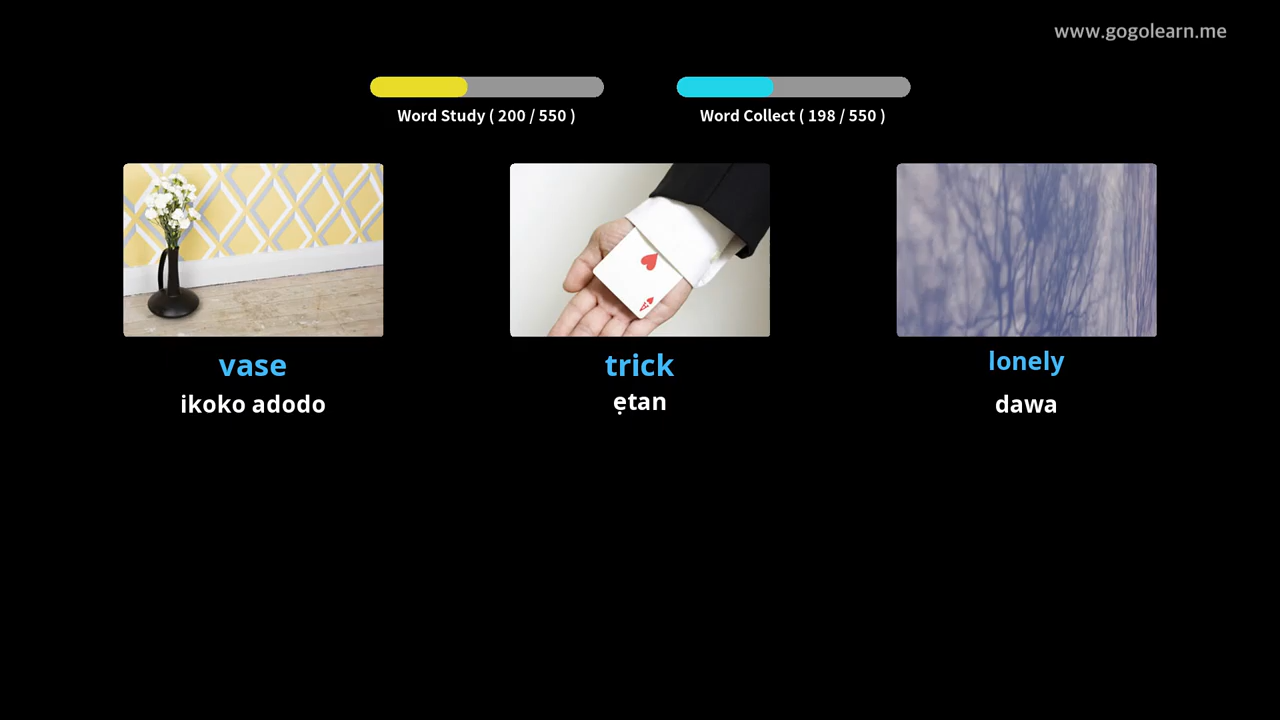 www.gogolearn.me
Word Study ( 200 / 550 )
Word Collect ( 198 / 550 )
vase
ikoko adodo
trick
ẹtan
lonely
dawa